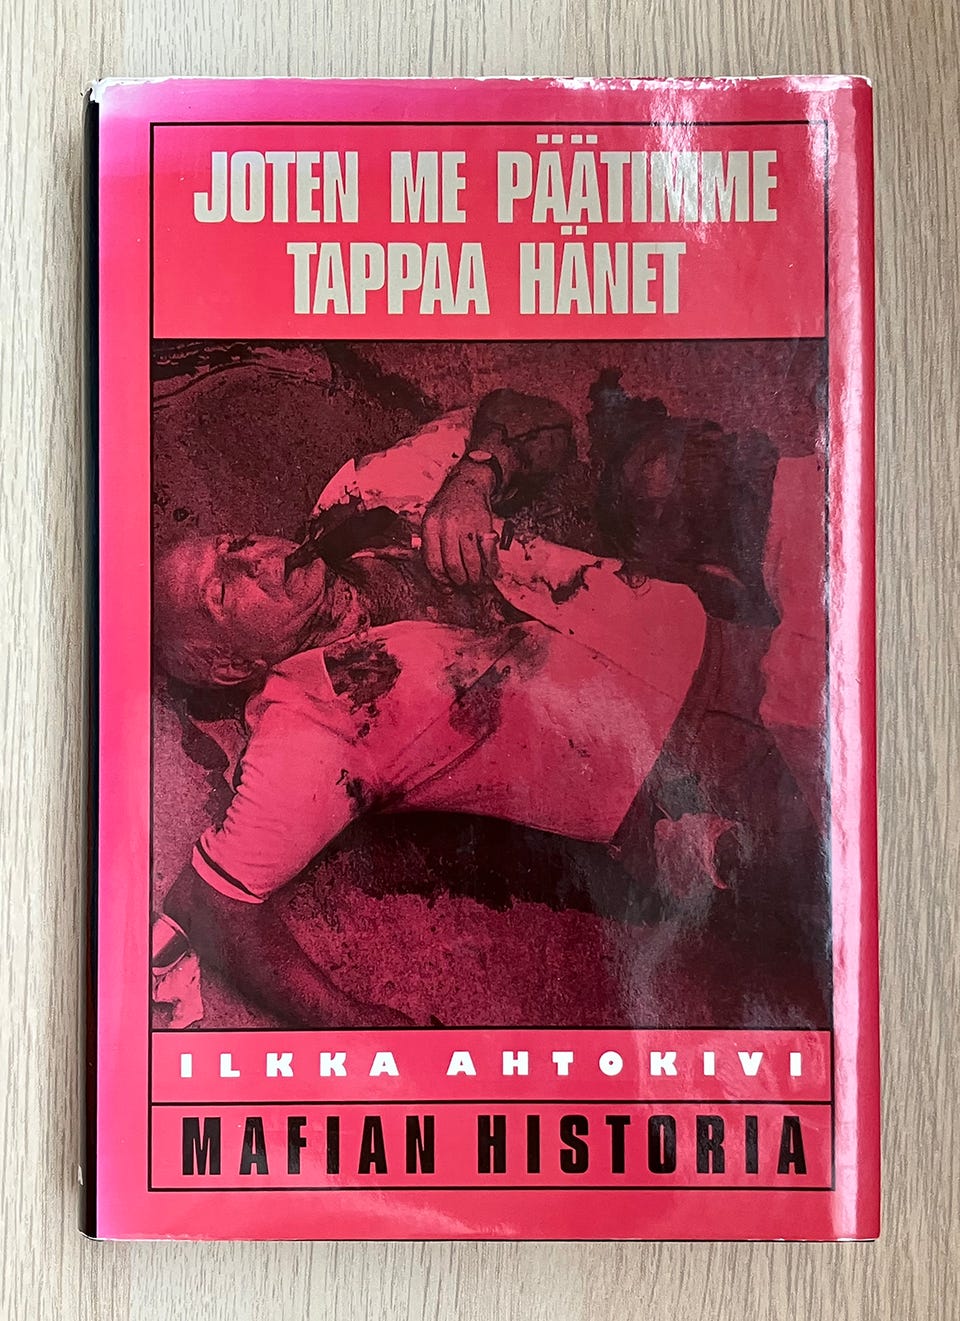 JOTEN ME PÄÄTIMME
TAPPAA HÄNET
ILKKA AHTOKIVI
MAFIAN HISTORIA